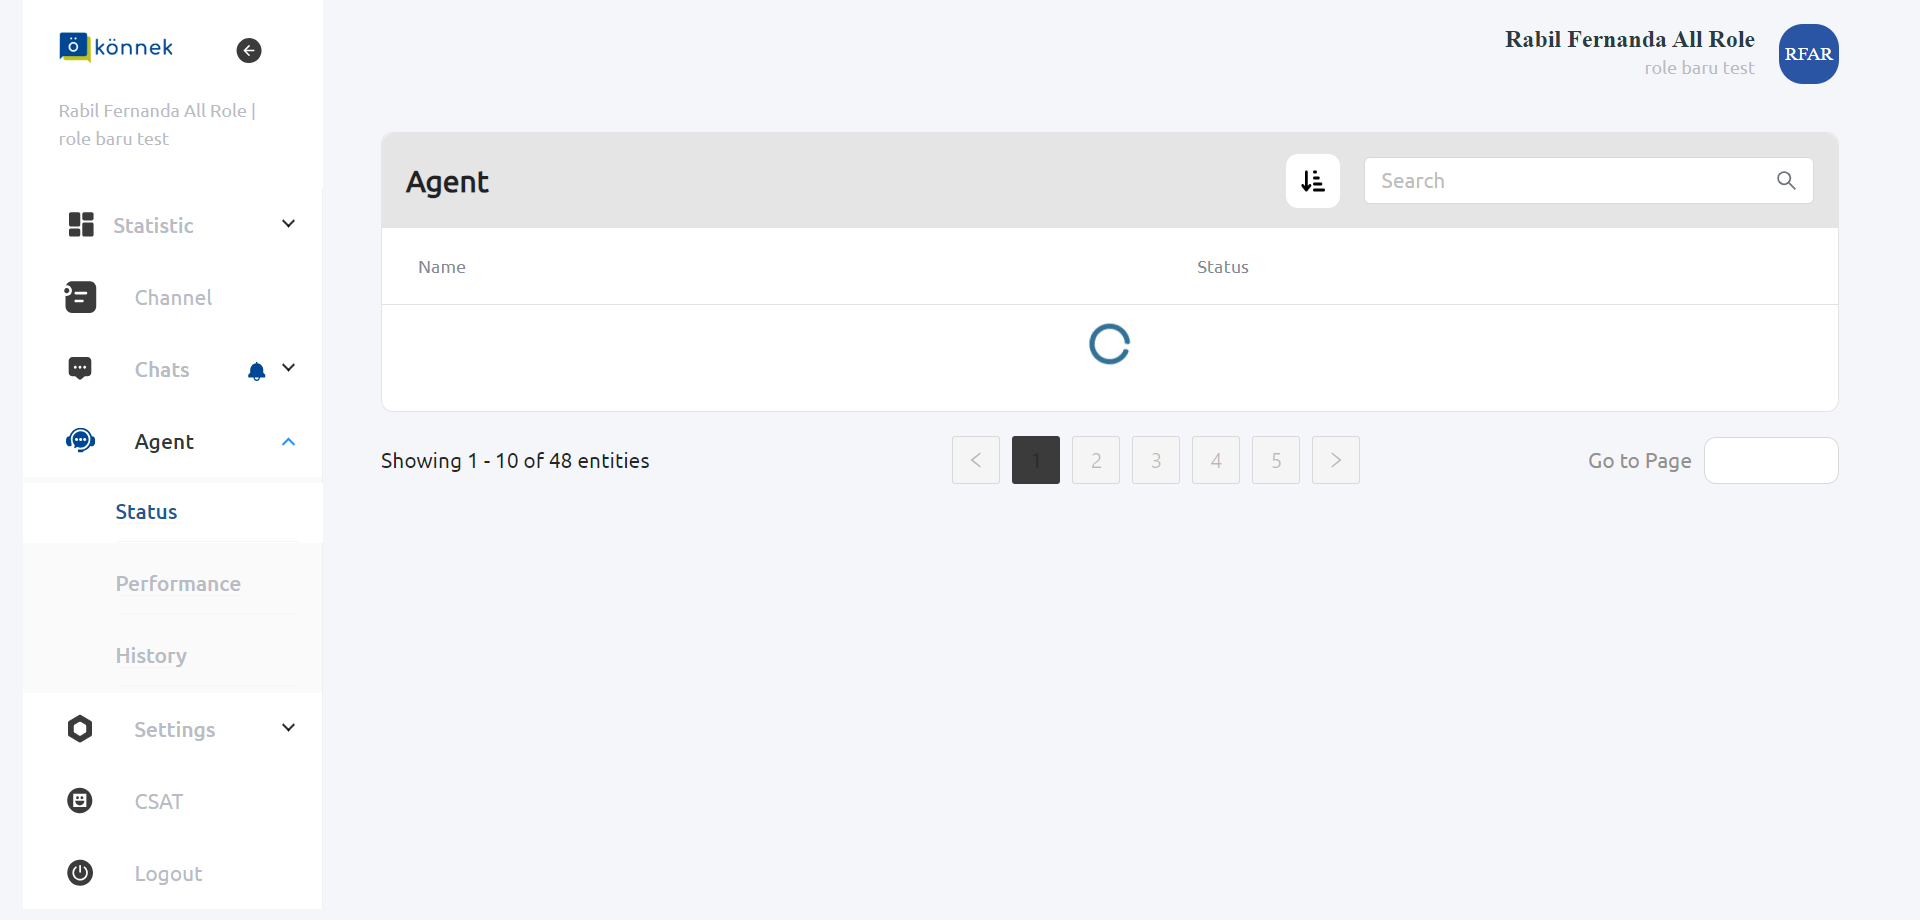 könnek
Rabil Fernanda All Role |
role baru test
Statistic
Channel
Chats
Agent
Status
Performance
History
Settings
CSAT
Logout
Rabil Fernanda All Role
role baru test
RFAR
Agent
Search
Name Status
Showing 1 - 10 of 48 entities
1 2 3 4 5
Go to Page